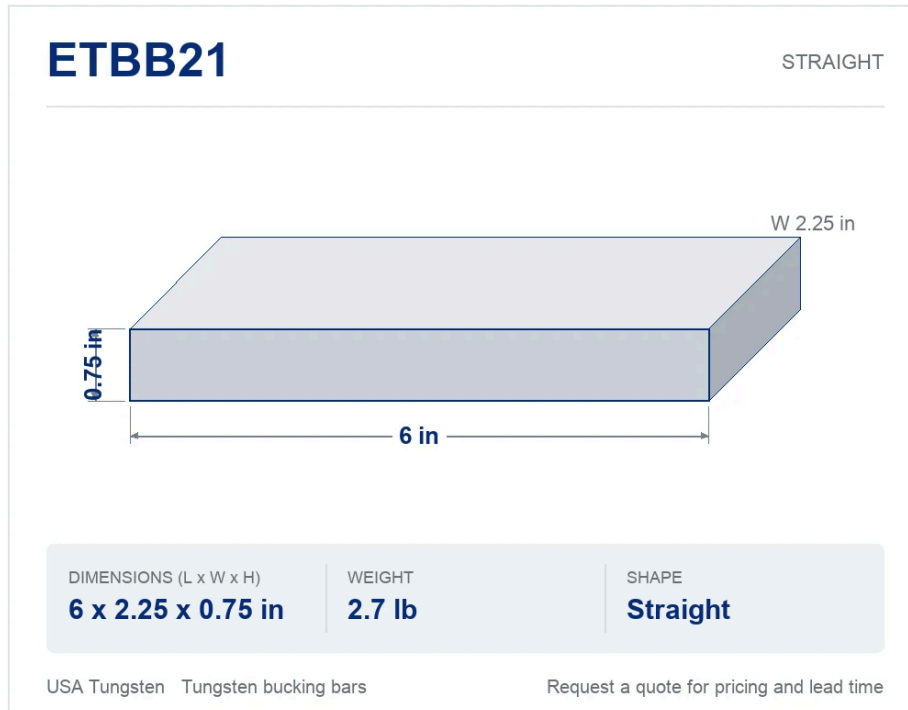 ETBB21
STRAIGHT
W 2.25 in
0.75 in
6 in
DIMENSIONS (L x W x H)
6 x 2.25 x 0.75 in
WEIGHT
2.7 lb
SHAPE
Straight
USA Tungsten Tungsten bucking bars
Request a quote for pricing and lead time